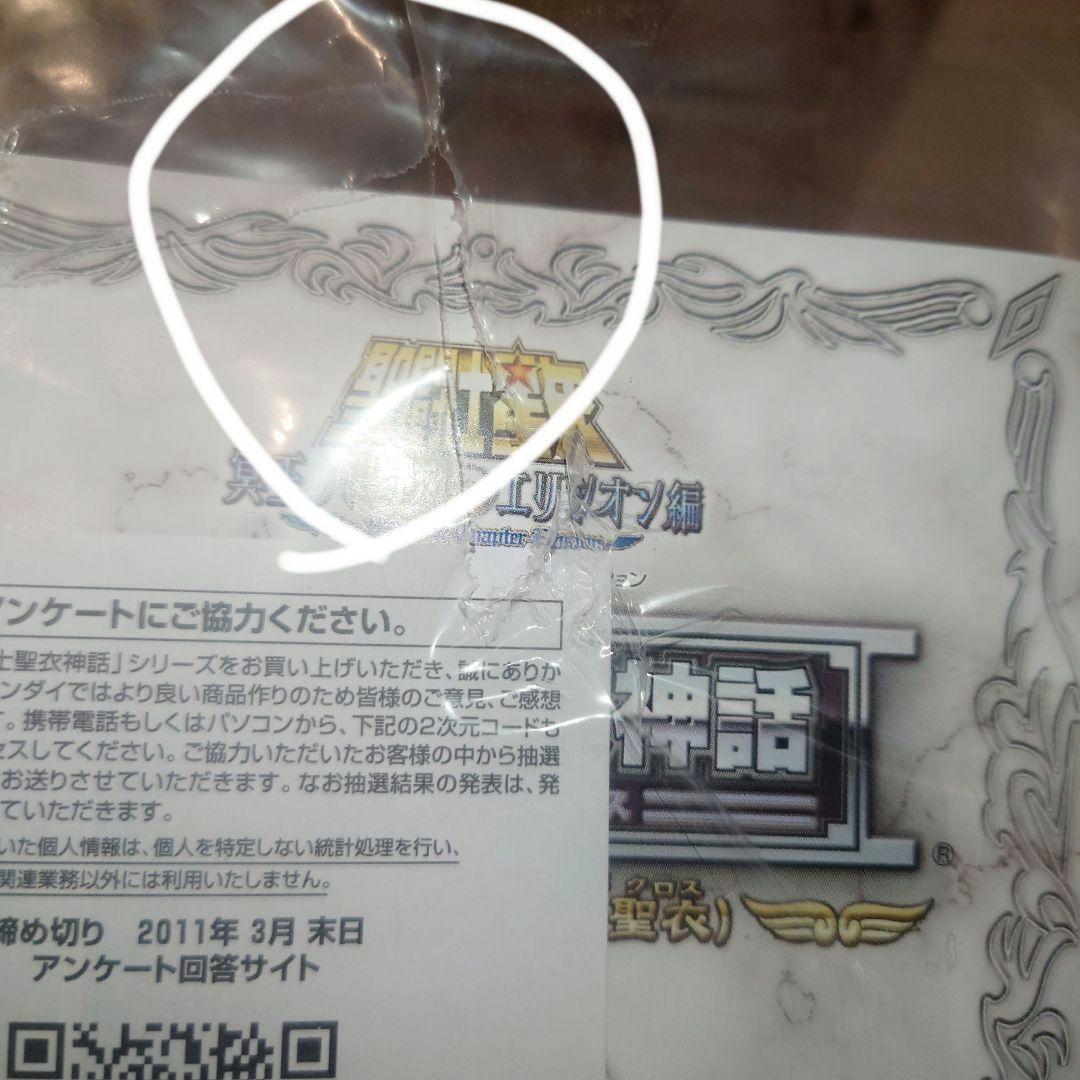 聖闘士星矢
冥王
エリシオン編
Chapter Elysion
ョン
アンケートにご協力ください。
士聖衣神話」シリーズをお買い上げいただき、誠にありが
ンダイではより良い商品作りのため皆様のご意見、ご感想
。携帯電話もしくはパソコンから、下記の2次元コードも
セスしてください。ご協力いただいたお客様の中から抽選
お送りさせていただきます。なお抽選結果の発表は、発
ていただきます。
いた個人情報は、個人を特定しない統計処理を行い、
関連業務以外には利用いたしません。
締め切り 2011年 3月 末日
アンケート回答サイト
神話
ス
®
クロス
聖衣)